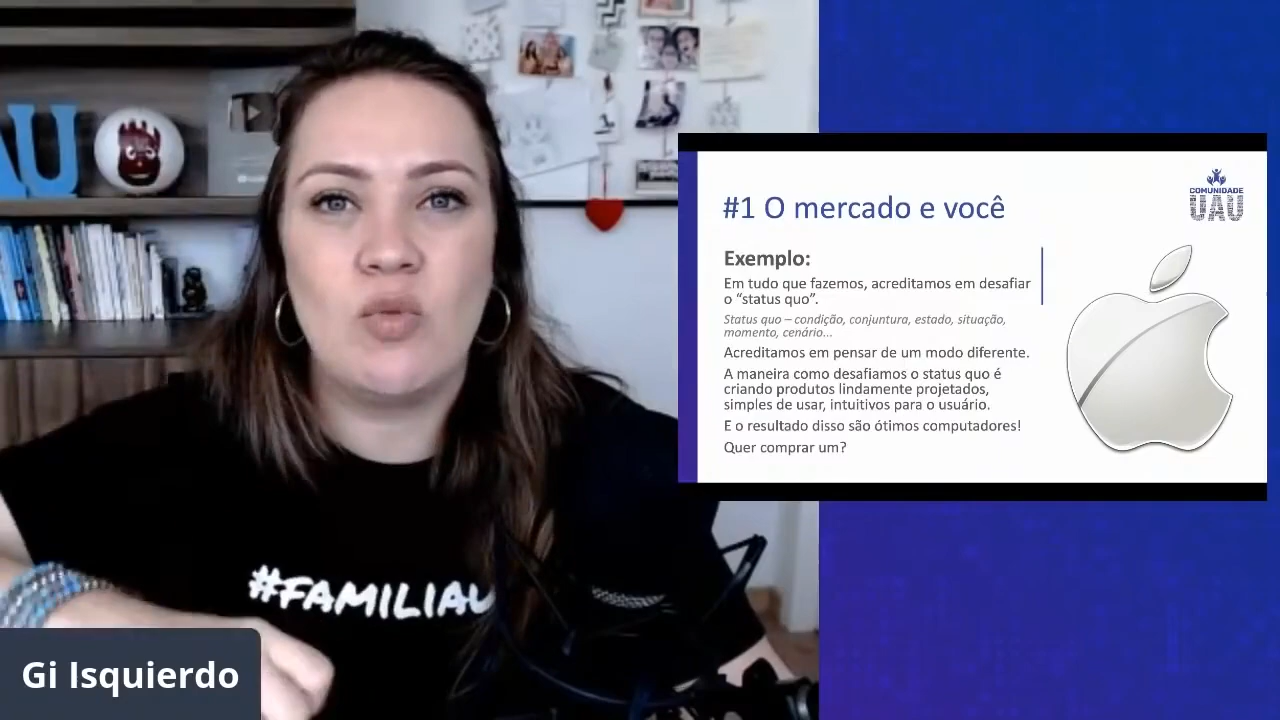 AU
#FAMILIAU
Gi Isquierdo
#1 O mercado e você
COMUNIDADE
UAU
Exemplo:
Em tudo que fazemos, acreditamos em desafiar
o “status quo”.
Status quo – condição, conjuntura, estado, situação,
momento, cenário...
Acreditamos em pensar de um modo diferente.
A maneira como desafiamos o status quo é
criando produtos lindamente projetados,
simples de usar, intuitivos para o usuário.
E o resultado disso são ótimos computadores!
Quer comprar um?